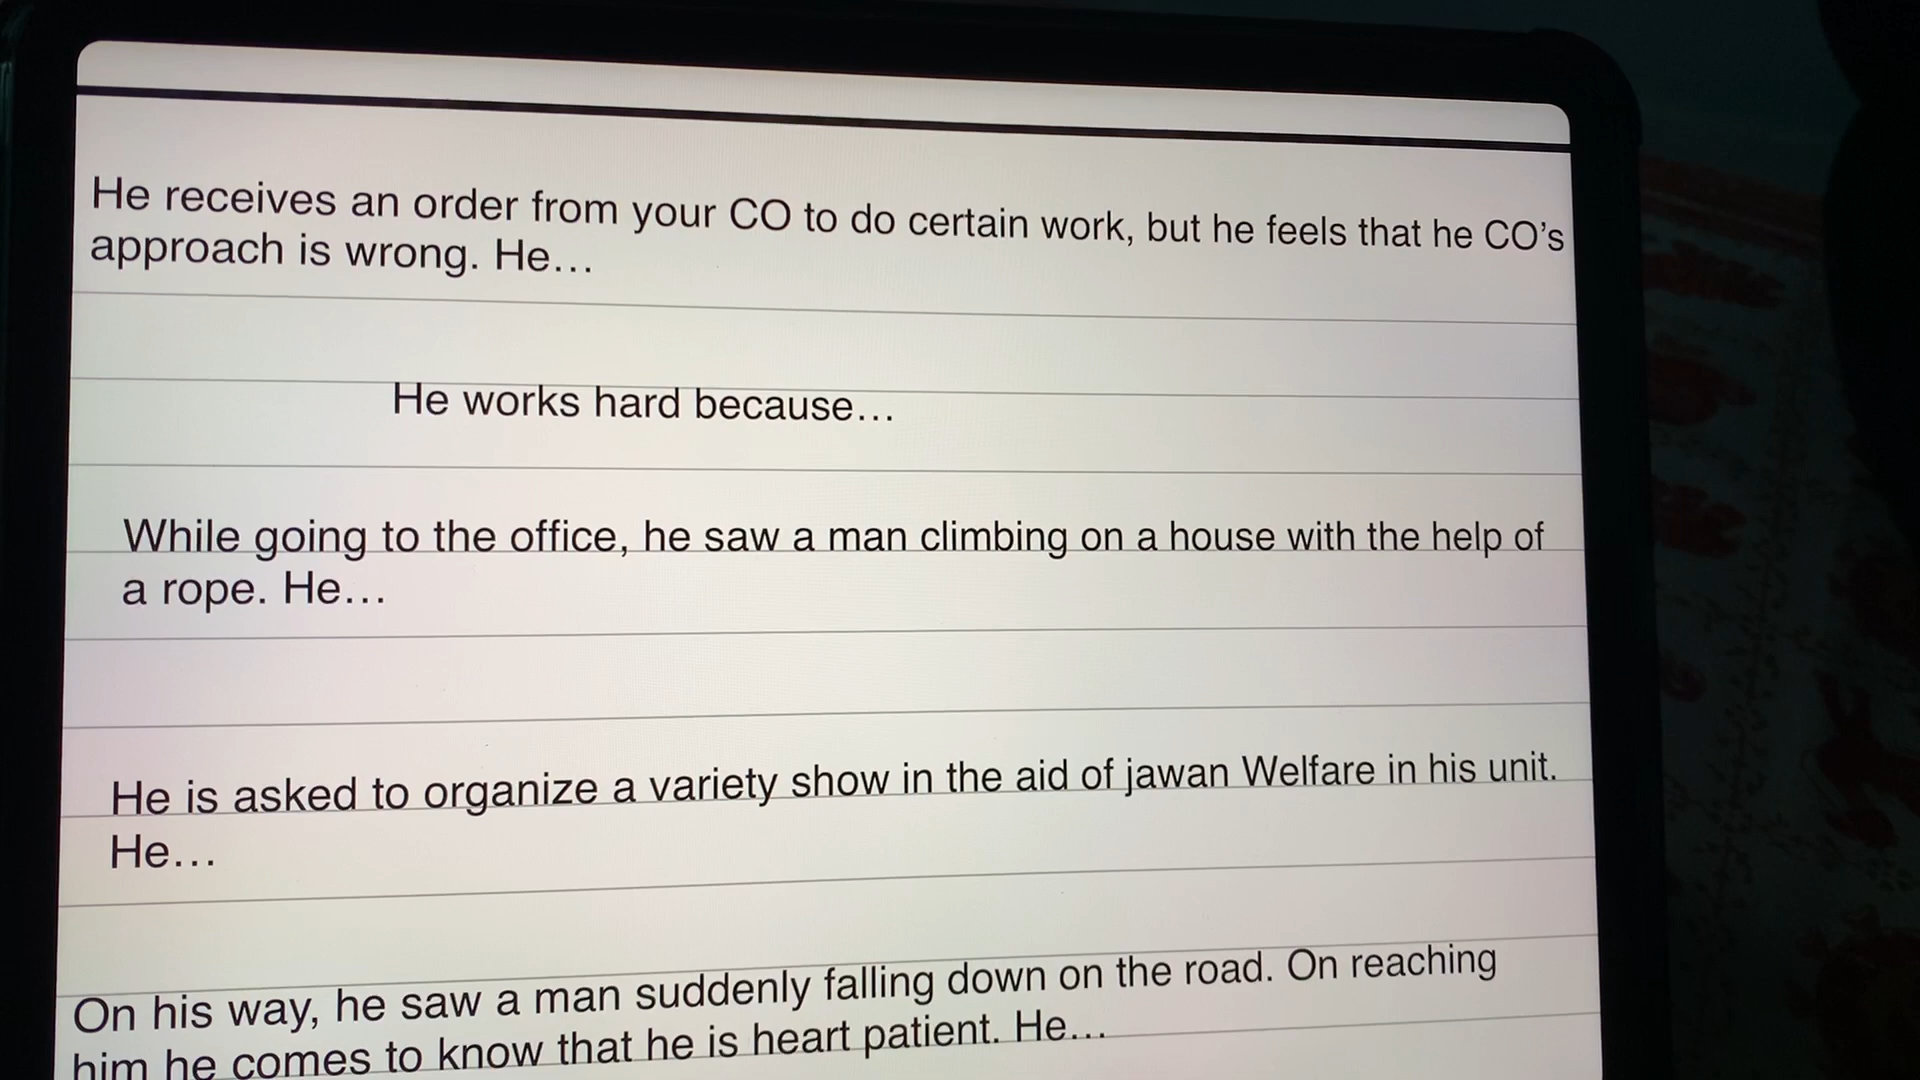 He receives an order from your CO to do certain work, but he feels that he CO's
approach is wrong. He...
He works hard because...
While going to the office, he saw a man climbing on a house with the help of
a rope. He...
He is asked to organize a variety show in the aid of jawan Welfare in his unit.
He...
On his way, he saw a man suddenly falling down on the road. On reaching
him he comes to know that he is heart patient. He...